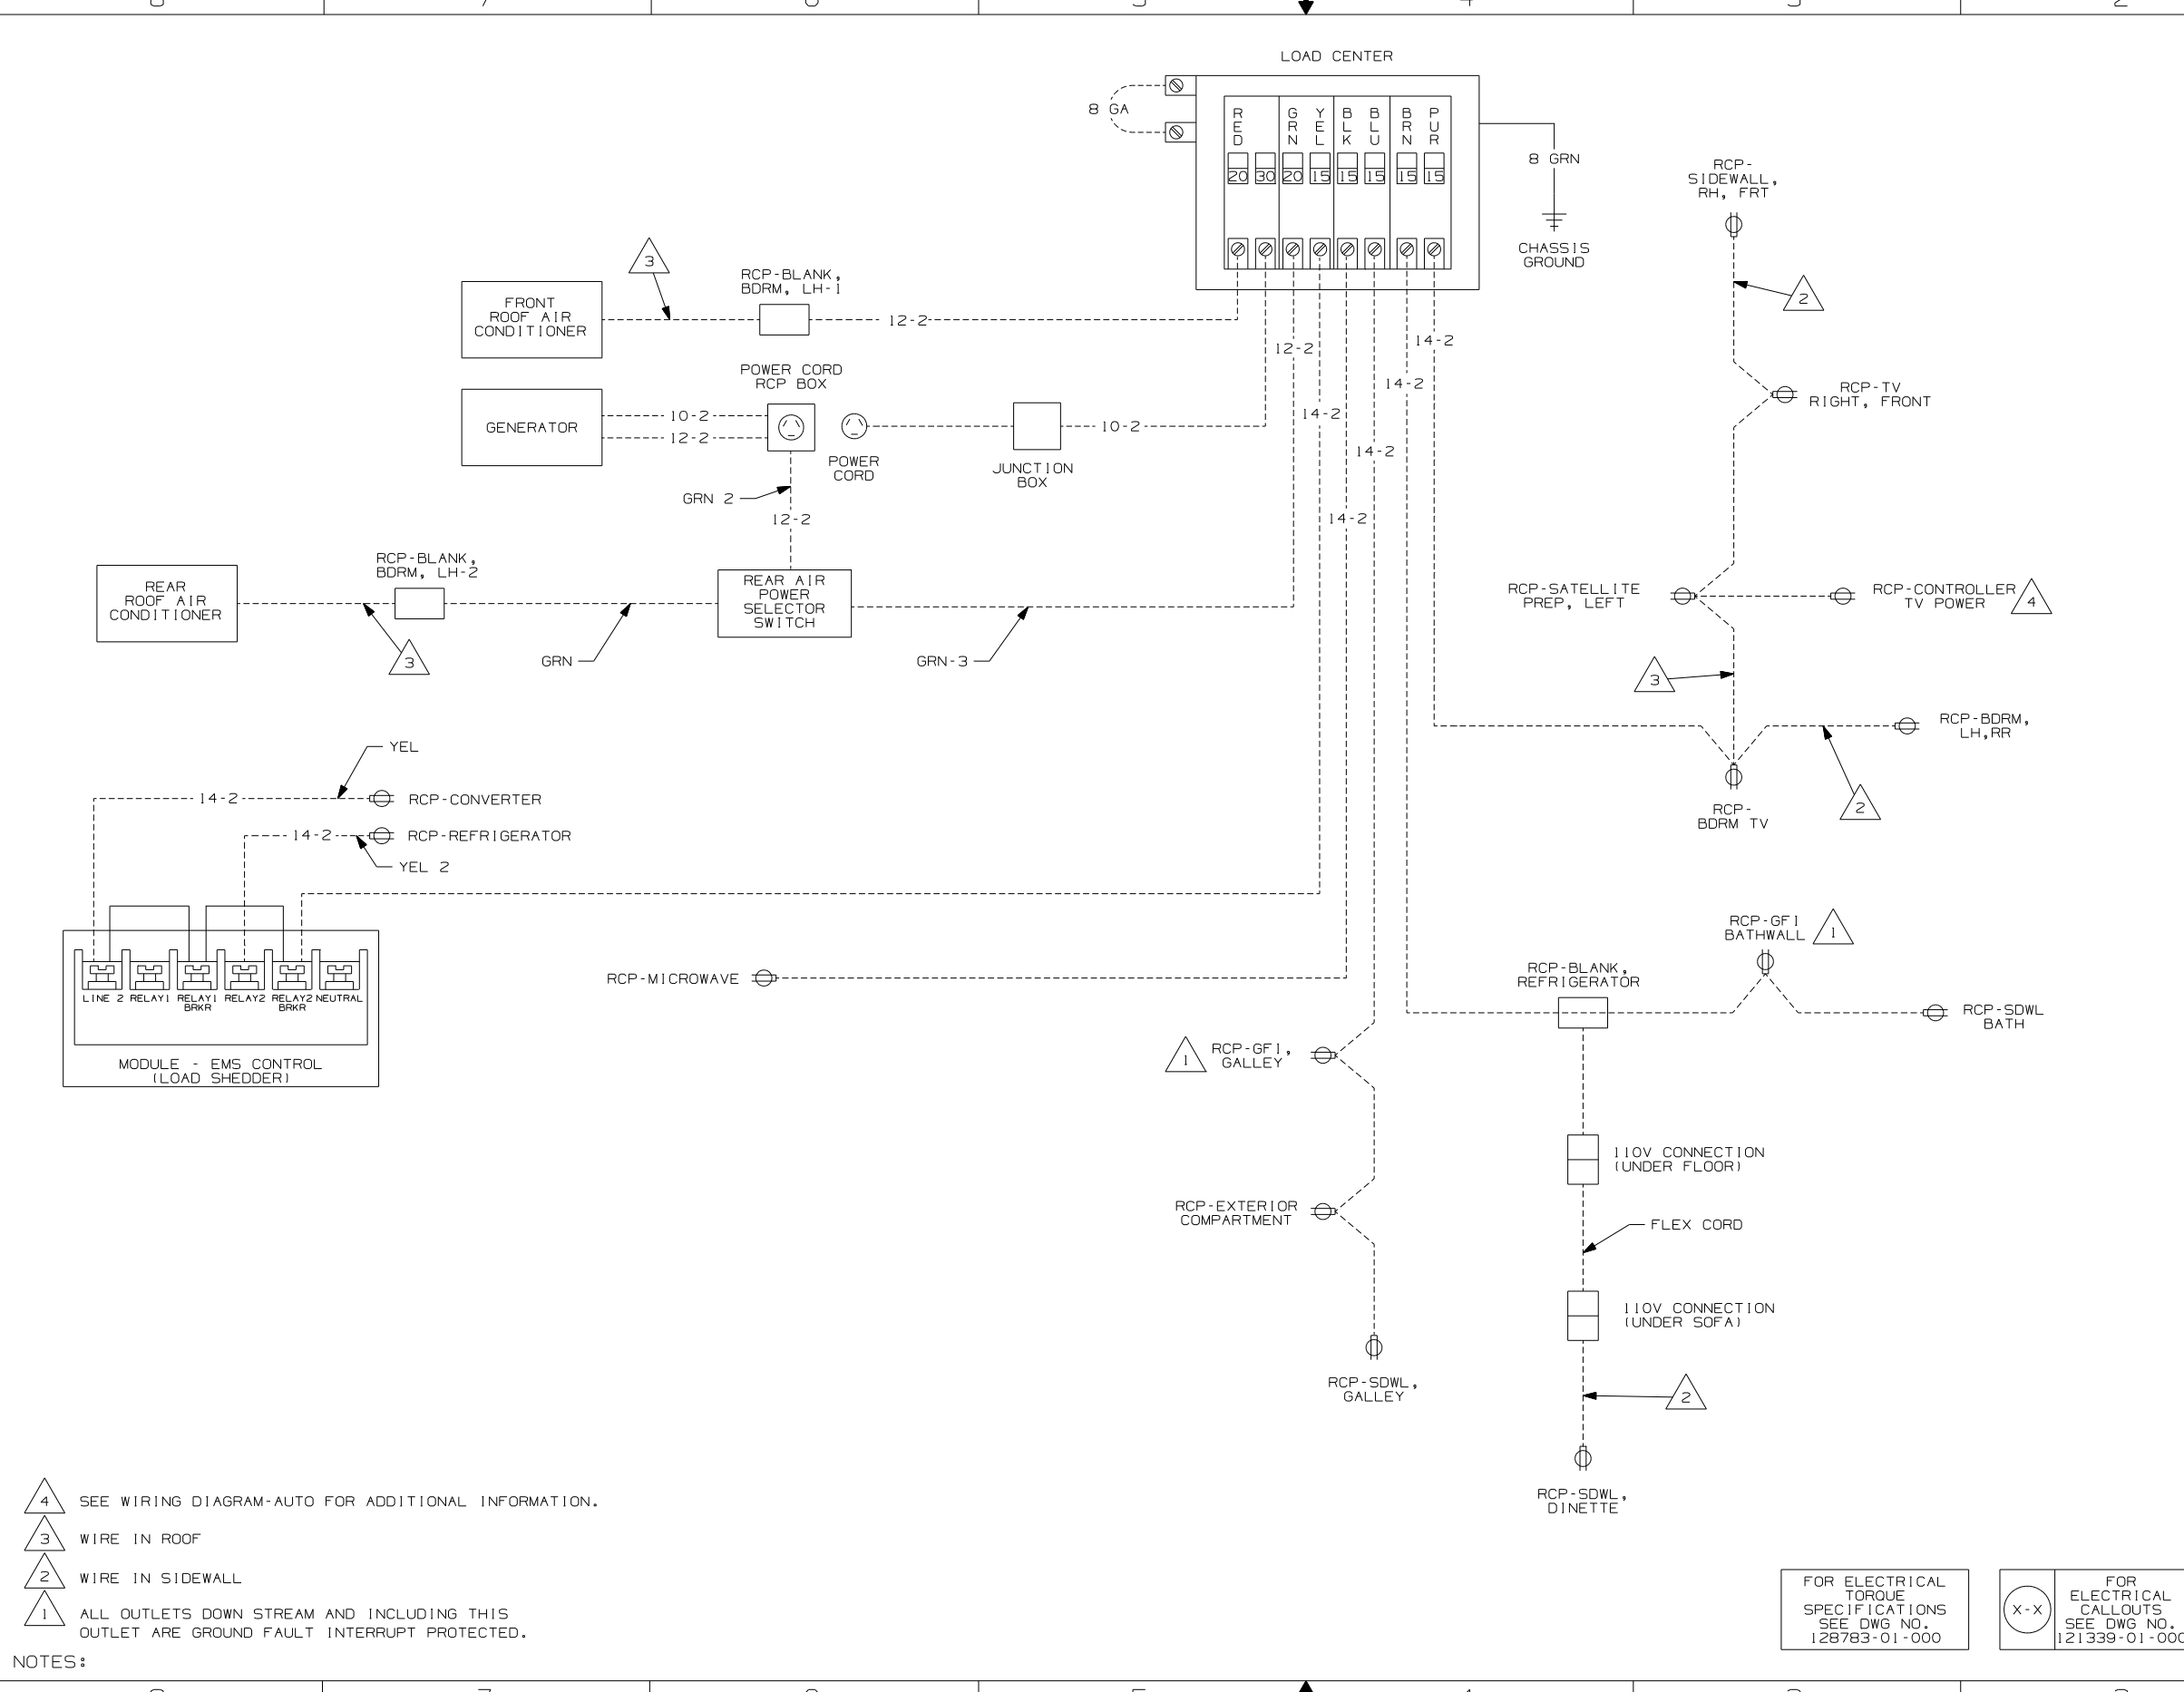 LOAD CENTER
8 GA
RED
GRN
YEL
BLK
BLU
BRN
PUR
20
30
20
15
15
15
15
15
8 GRN
CHASSIS
GROUND
RCP-
SIDEWALL,
RH, FRT
2
3
RCP-BLANK,
BDRM, LH-1
FRONT
ROOF AIR
CONDITIONER
12-2
12-2
14-2
14-2
14-2
14-2
14-2
POWER CORD
RCP BOX
GENERATOR
10-2
12-2
POWER
CORD
JUNCTION
BOX
10-2
GRN 2
12-2
RCP-TV
RIGHT, FRONT
RCP-BLANK,
BDRM, LH-2
REAR
ROOF AIR
CONDITIONER
REAR AIR
POWER
SELECTOR
SWITCH
3
GRN
GRN-3
RCP-SATELLITE
PREP, LEFT
RCP-CONTROLLER
TV POWER
4
3
RCP-BDRM,
LH,RR
2
RCP-
BDRM TV
YEL
14-2
RCP-CONVERTER
14-2
RCP-REFRIGERATOR
YEL 2
LINE 2
RELAY1
RELAY1
BRKR
RELAY2
RELAY2
BRKR
NEUTRAL
MODULE - EMS CONTROL
(LOAD SHEDDER)
RCP-MICROWAVE
RCP-GFI
BATHWALL
1
RCP-BLANK,
REFRIGERATOR
RCP-SDWL
BATH
1
RCP-GFI,
GALLEY
110V CONNECTION
(UNDER FLOOR)
RCP-EXTERIOR
COMPARTMENT
FLEX CORD
110V CONNECTION
(UNDER SOFA)
RCP-SDWL,
GALLEY
2
RCP-SDWL,
DINETTE
4 SEE WIRING DIAGRAM-AUTO FOR ADDITIONAL INFORMATION.
3 WIRE IN ROOF
2 WIRE IN SIDEWALL
1 ALL OUTLETS DOWN STREAM AND INCLUDING THIS
OUTLET ARE GROUND FAULT INTERRUPT PROTECTED.
NOTES:
FOR ELECTRICAL
TORQUE
SPECIFICATIONS
SEE DWG NO.
128783-01-000
X-X
FOR
ELECTRICAL
CALLOUTS
SEE DWG NO.
121339-01-000